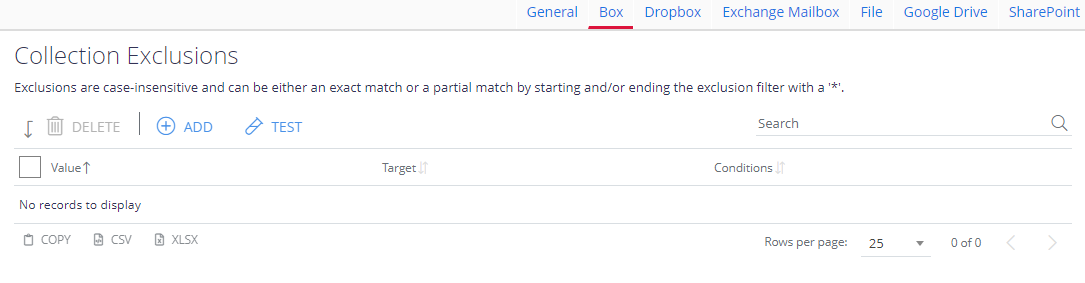 General Box Dropbox Exchange Mailbox File Google Drive SharePoint
Collection Exclusions
Exclusions are case-insensitive and can be either an exact match or a partial match by starting and/or ending the exclusion filter with a '*'.
DELETE ADD TEST Search
Value Target Conditions
No records to display
COPY CSV XLSX Rows per page: 25 0 of 0